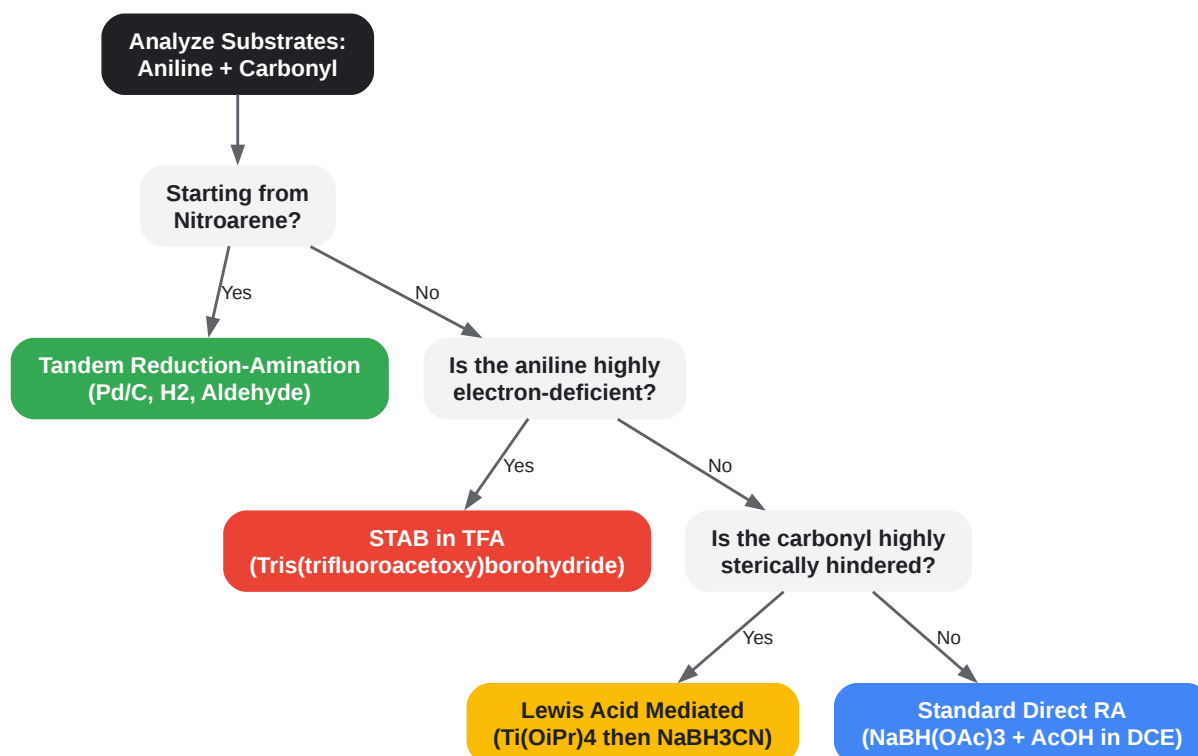 Analyze Substrates:
Aniline + Carbonyl
Starting from
Nitroarene?
Yes
No
Tandem Reduction-Amination
(Pd/C, H2, Aldehyde)
Is the aniline highly
electron-deficient?
Yes
No
STAB in TFA
(Tris(trifluoroacetoxy)borohydride)
Is the carbonyl highly
sterically hindered?
Yes
No
Lewis Acid Mediated
(Ti(OiPr)4 then NaBH3CN)
Standard Direct RA
(NaBH(OAc)3 + AcOH in DCE)